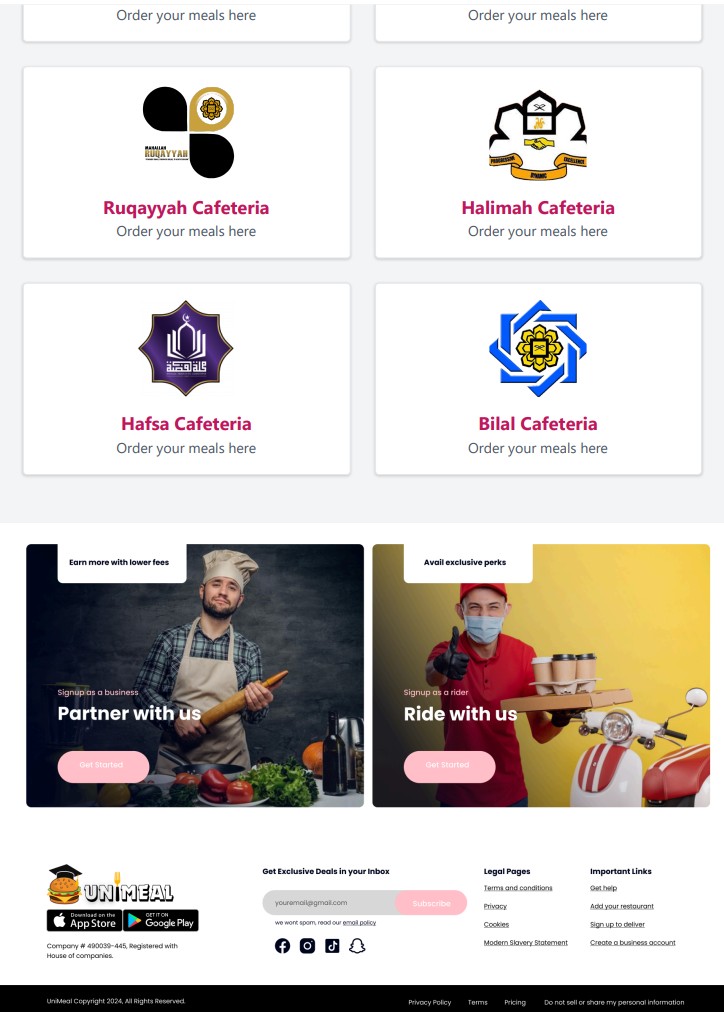 Order your meals here
Order your meals here
MAHALLAH
RUQAYYAH
PROGRESSIVE
DYNAMIC
EXCELLENCE
Ruqayyah Cafeteria
Halimah Cafeteria
Order your meals here
Order your meals here
Hafsa Cafeteria
Bilal Cafeteria
Order your meals here
Order your meals here
Earn more with lower fees
Signup as a business
Partner with us
Get Started
Avail exclusive perks
Signup as a rider
Ride with us
Get Started
UNIMEAL
Download on the
App Store
GET IT ON
Google Play
Company # 490039-445, Registered with
House of companies.
Get Exclusive Deals in your Inbox
youremail@gmail.com
Subscribe
we wont spam, read our email policy
Legal Pages
Terms and conditions
Privacy
Cookies
Modern Slavery Statement
Important Links
Get help
Add your restaurant
Sign up to deliver
Create a business account
UniMeal Copyright 2024, All Rights Reserved.
Privacy Policy
Terms
Pricing
Do not sell or share my personal information